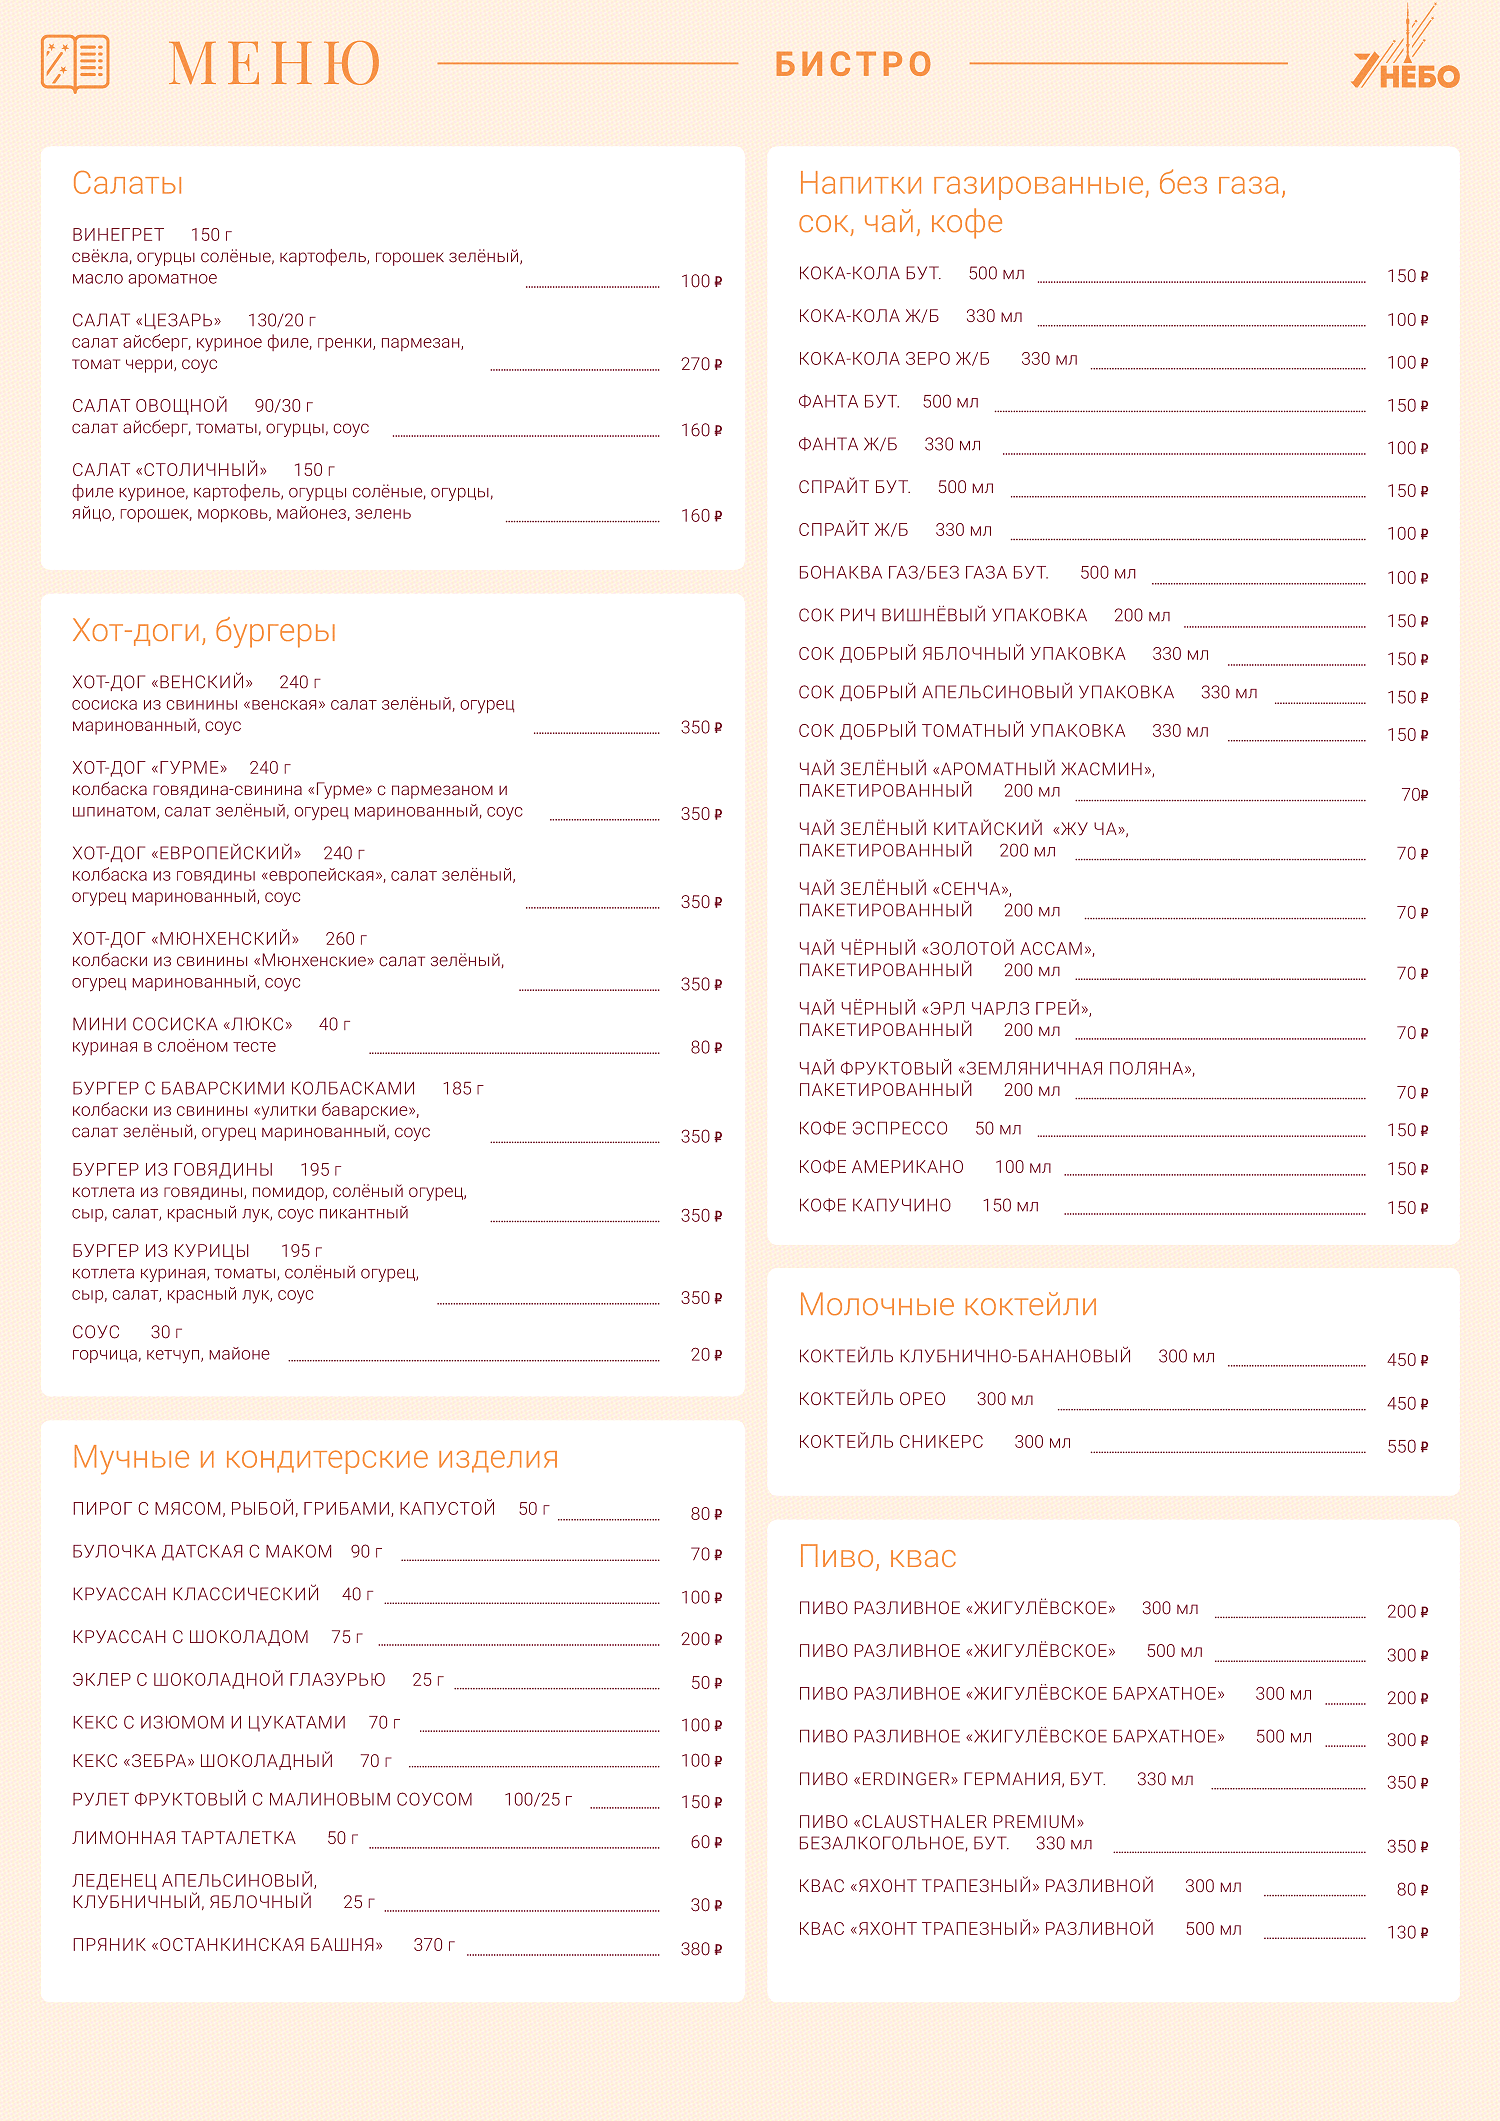 МЕНЮ
БИСТРО
7 НЕБО
Салаты
ВИНЕГРЕТ 150 г
свёкла, огурцы солёные, картофель, горошек зелёный,
масло ароматное 100 ₽
САЛАТ «ЦЕЗАРЬ» 130/20 г
салат айсберг, куриное филе, гренки, пармезан,
томат черри, соус 270 ₽
САЛАТ ОВОЩНОЙ 90/30 г
салат айсберг, томаты, огурцы, соус 160 ₽
САЛАТ «СТОЛИЧНЫЙ» 150 г
филе куриное, картофель, огурцы солёные, огурцы,
яйцо, горошек, морковь, майонез, зелень 160 ₽
Хот-доги, бургеры
ХОТ-ДОГ «ВЕНСКИЙ» 240 г
сосиска из свинины «венская» салат зелёный, огурец
маринованный, соус 350 ₽
ХОТ-ДОГ «ГУРМЕ» 240 г
колбаска говядина-свинина «Гурме» с пармезаном и
шпинатом, салат зелёный, огурец маринованный, соус 350 ₽
ХОТ-ДОГ «ЕВРОПЕЙСКИЙ» 240 г
колбаска из говядины «европейская», салат зелёный,
огурец маринованный, соус 350 ₽
ХОТ-ДОГ «МЮНХЕНСКИЙ» 260 г
колбаски из свинины «Мюнхенские» салат зелёный,
огурец маринованный, соус 350 ₽
МИНИ СОСИСКА «ЛЮКС» 40 г
куриная в слоёном тесте 80 ₽
БУРГЕР С БАВАРСКИМИ КОЛБАСКАМИ 185 г
колбаски из свинины «улитки баварские»,
салат зелёный, огурец маринованный, соус 350 ₽
БУРГЕР ИЗ ГОВЯДИНЫ 195 г
котлета из говядины, помидор, солёный огурец,
сыр, салат, красный лук, соус пикантный 350 ₽
БУРГЕР ИЗ КУРИЦЫ 195 г
котлета куриная, томаты, солёный огурец,
сыр, салат, красный лук, соус 350 ₽
СОУС 30 г
горчица, кетчуп, майоне 20 ₽
Мучные и кондитерские изделия
ПИРОГ С МЯСОМ, РЫБОЙ, ГРИБАМИ, КАПУСТОЙ 50 г 80 ₽
БУЛОЧКА ДАТСКАЯ С МАКОМ 90 г 70 ₽
КРУАССАН КЛАССИЧЕСКИЙ 40 г 100 ₽
КРУАССАН С ШОКОЛАДОМ 75 г 200 ₽
ЭКЛЕР С ШОКОЛАДНОЙ ГЛАЗУРЬЮ 25 г 50 ₽
КЕКС С ИЗЮМОМ И ЦУКАТАМИ 70 г 100 ₽
КЕКС «ЗЕБРА» ШОКОЛАДНЫЙ 70 г 100 ₽
РУЛЕТ ФРУКТОВЫЙ С МАЛИНОВЫМ СОУСОМ 100/25 г 150 ₽
ЛИМОННАЯ ТАРТАЛЕТКА 50 г 60 ₽
ЛЕДЕНЕЦ АПЕЛЬСИНОВЫЙ,
КЛУБНИЧНЫЙ, ЯБЛОЧНЫЙ 25 г 30 ₽
ПРЯНИК «ОСТАНКИНСКАЯ БАШНЯ» 370 г 380 ₽
Напитки газированные, без газа,
сок, чай, кофе
КОКА-КОЛА БУТ. 500 мл 150 ₽
КОКА-КОЛА Ж/Б 330 мл 100 ₽
КОКА-КОЛА ЗЕРО Ж/Б 330 мл 100 ₽
ФАНТА БУТ. 500 мл 150 ₽
ФАНТА Ж/Б 330 мл 100 ₽
СПРАЙТ БУТ. 500 мл 150 ₽
СПРАЙТ Ж/Б 330 мл 100 ₽
БОНАКВА ГАЗ/БЕЗ ГАЗА БУТ. 500 мл 100 ₽
СОК РИЧ ВИШНЁВЫЙ УПАКОВКА 200 мл 150 ₽
СОК ДОБРЫЙ ЯБЛОЧНЫЙ УПАКОВКА 330 мл 150 ₽
СОК ДОБРЫЙ АПЕЛЬСИНОВЫЙ УПАКОВКА 330 мл 150 ₽
СОК ДОБРЫЙ ТОМАТНЫЙ УПАКОВКА 330 мл 150 ₽
ЧАЙ ЗЕЛЁНЫЙ «АРОМАТНЫЙ ЖАСМИН»,
ПАКЕТИРОВАННЫЙ 200 мл 70₽
ЧАЙ ЗЕЛЁНЫЙ КИТАЙСКИЙ «ЖУ ЧА»,
ПАКЕТИРОВАННЫЙ 200 мл 70 ₽
ЧАЙ ЗЕЛЁНЫЙ «СЕНЧА»,
ПАКЕТИРОВАННЫЙ 200 мл 70 ₽
ЧАЙ ЧЁРНЫЙ «ЗОЛОТОЙ АССАМ»,
ПАКЕТИРОВАННЫЙ 200 мл 70 ₽
ЧАЙ ЧЁРНЫЙ «ЭРЛ ЧАРЛЗ ГРЕЙ»,
ПАКЕТИРОВАННЫЙ 200 мл 70 ₽
ЧАЙ ФРУКТОВЫЙ «ЗЕМЛЯНИЧНАЯ ПОЛЯНА»,
ПАКЕТИРОВАННЫЙ 200 мл 70 ₽
КОФЕ ЭСПРЕССО 50 мл 150 ₽
КОФЕ АМЕРИКАНО 100 мл 150 ₽
КОФЕ КАПУЧИНО 150 мл 150 ₽
Молочные коктейли
КОКТЕЙЛЬ КЛУБНИЧНО-БАНАНОВЫЙ 300 мл 450 ₽
КОКТЕЙЛЬ ОРЕО 300 мл 450 ₽
КОКТЕЙЛЬ СНИКЕРС 300 мл 550 ₽
Пиво, квас
ПИВО РАЗЛИВНОЕ «ЖИГУЛЁВСКОЕ» 300 мл 200 ₽
ПИВО РАЗЛИВНОЕ «ЖИГУЛЁВСКОЕ» 500 мл 300 ₽
ПИВО РАЗЛИВНОЕ «ЖИГУЛЁВСКОЕ БАРХАТНОЕ» 300 мл 200 ₽
ПИВО РАЗЛИВНОЕ «ЖИГУЛЁВСКОЕ БАРХАТНОЕ» 500 мл 300 ₽
ПИВО «ERDINGER» ГЕРМАНИЯ, БУТ. 330 мл 350 ₽
ПИВО «CLAUSTHALER PREMIUM»
БЕЗАЛКОГОЛЬНОЕ, БУТ. 330 мл 350 ₽
КВАС «ЯХОНТ ТРАПЕЗНЫЙ» РАЗЛИВНОЙ 300 мл 80 ₽
КВАС «ЯХОНТ ТРАПЕЗНЫЙ» РАЗЛИВНОЙ 500 мл 130 ₽